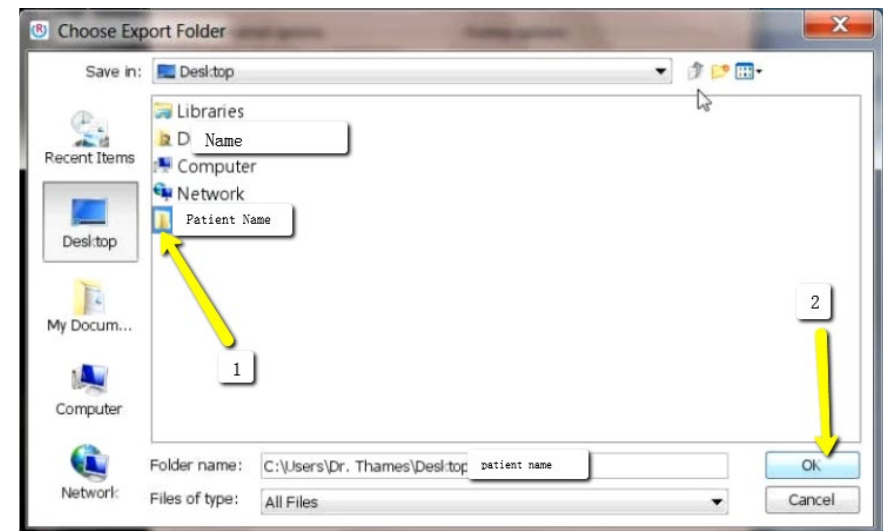 Choose Export Folder
Save in: Desktop
Libraries
D Name
Recent Items
Computer
Network
Patient Name
Desktop
My Docum...
2
1
Computer
Folder name: C:\Users\Dr. Thames\Desktop patient name OK
Network
Files of type: All Files Cancel